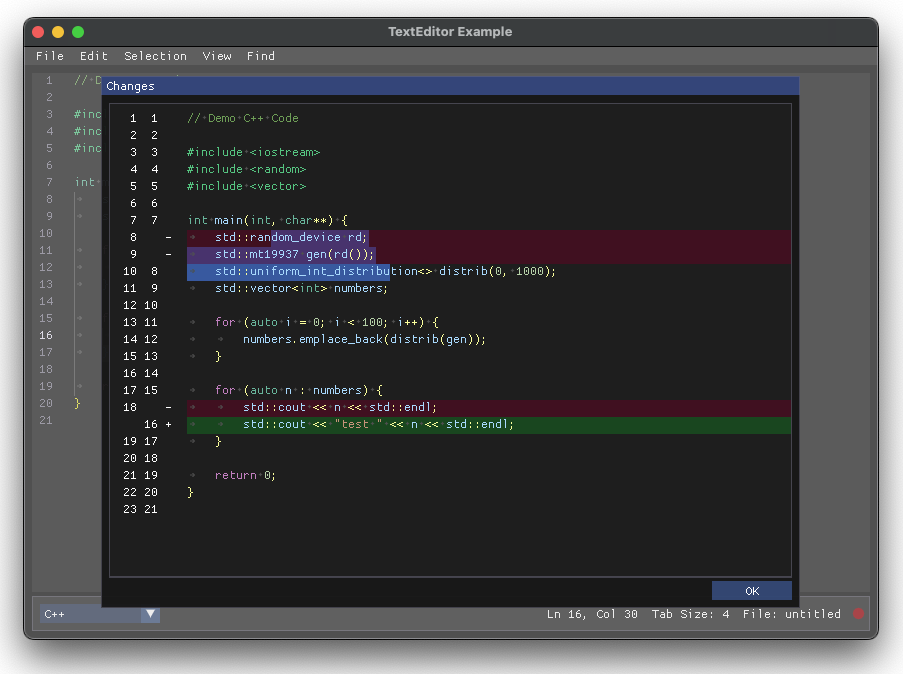 TextEditor Example
File Edit Selection View Find
1 //
2
3 #inc
4 #inc
5 #inc
6
7 int
8
9
10
11
12
13
14
15
16
17
18
19
20 }
21
Changes
1 1 // Demo C++ Code
2 2
3 3 #include <iostream>
4 4 #include <random>
5 5 #include <vector>
6 6
7 7 int main(int, char**) {
8 - std::random_device rd;
9 - std::mt19937 gen(rd());
10 8 std::uniform_int_distribution<> distrib(0, 1000);
11 9 std::vector<int> numbers;
12 10
13 11 for (auto i = 0; i < 100; i++) {
14 12 numbers.emplace_back(distrib(gen));
15 13 }
16 14
17 15 for (auto n : numbers) {
18 - std::cout << n << std::endl;
16 + std::cout << "test " << n << std::endl;
19 17 }
20 18
21 19 return 0;
22 20 }
23 21
OK
C++ Ln 16, Col 30 Tab Size: 4 File: untitled